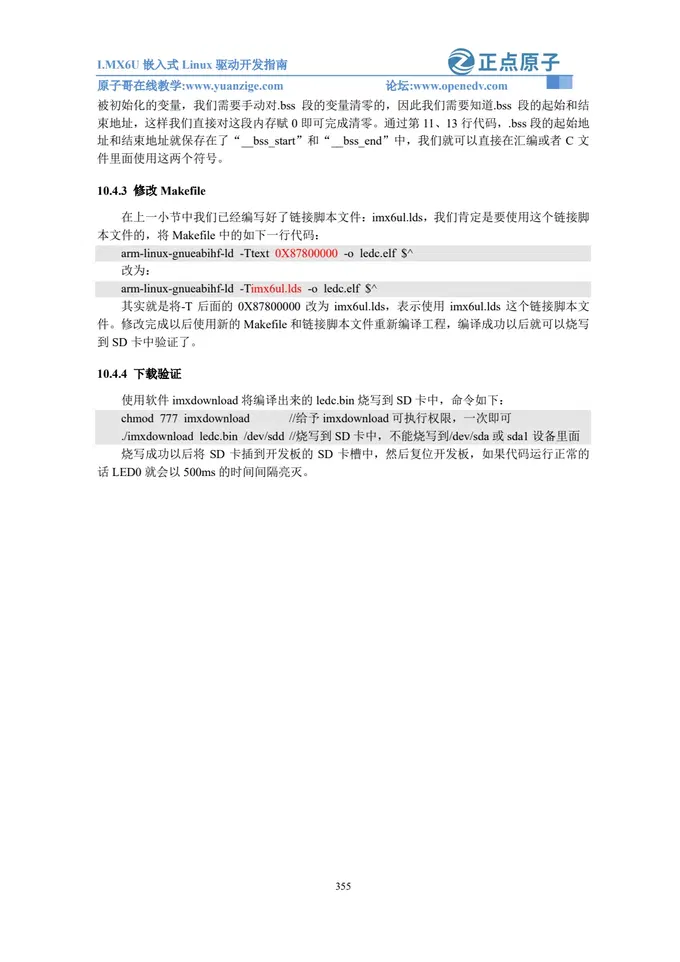 I.MX6U 嵌入式 Linux 驱动开发指南
正点原子
原子哥在线教学:www.yuanzige.com 论坛:www.openedv.com
被初始化的变量，我们需要手动对.bss 段的变量清零的，因此我们需要知道.bss 段的起始和结
束地址，这样我们直接对这段内存赋 0 即可完成清零。通过第 11、13 行代码，.bss 段的起始地
址和结束地址就保存在了“__bss_start”和“__bss_end”中，我们就可以直接在汇编或者 C 文
件里面使用这两个符号。
10.4.3 修改 Makefile
在上一小节中我们已经编写好了链接脚本文件：imx6ul.lds，我们肯定是要使用这个链接脚
本文件的，将 Makefile 中的如下一行代码：
arm-linux-gnueabihf-ld -Ttext 0X87800000 -o ledc.elf $^
改为：
arm-linux-gnueabihf-ld -Timx6ul.lds -o ledc.elf $^
其实就是将-T 后面的 0X87800000 改为 imx6ul.lds，表示使用 imx6ul.lds 这个链接脚本文
件。修改完成以后使用新的 Makefile 和链接脚本文件重新编译工程，编译成功以后就可以烧写
到 SD 卡中验证了。
10.4.4 下载验证
使用软件 imxdownload 将编译出来的 ledc.bin 烧写到 SD 卡中，命令如下：
chmod 777 imxdownload //给予 imxdownload 可执行权限，一次即可
./imxdownload ledc.bin /dev/sdd //烧写到 SD 卡中，不能烧写到/dev/sda 或 sda1 设备里面
烧写成功以后将 SD 卡插到开发板的 SD 卡槽中，然后复位开发板，如果代码运行正常的
话 LED0 就会以 500ms 的时间间隔亮灭。
355